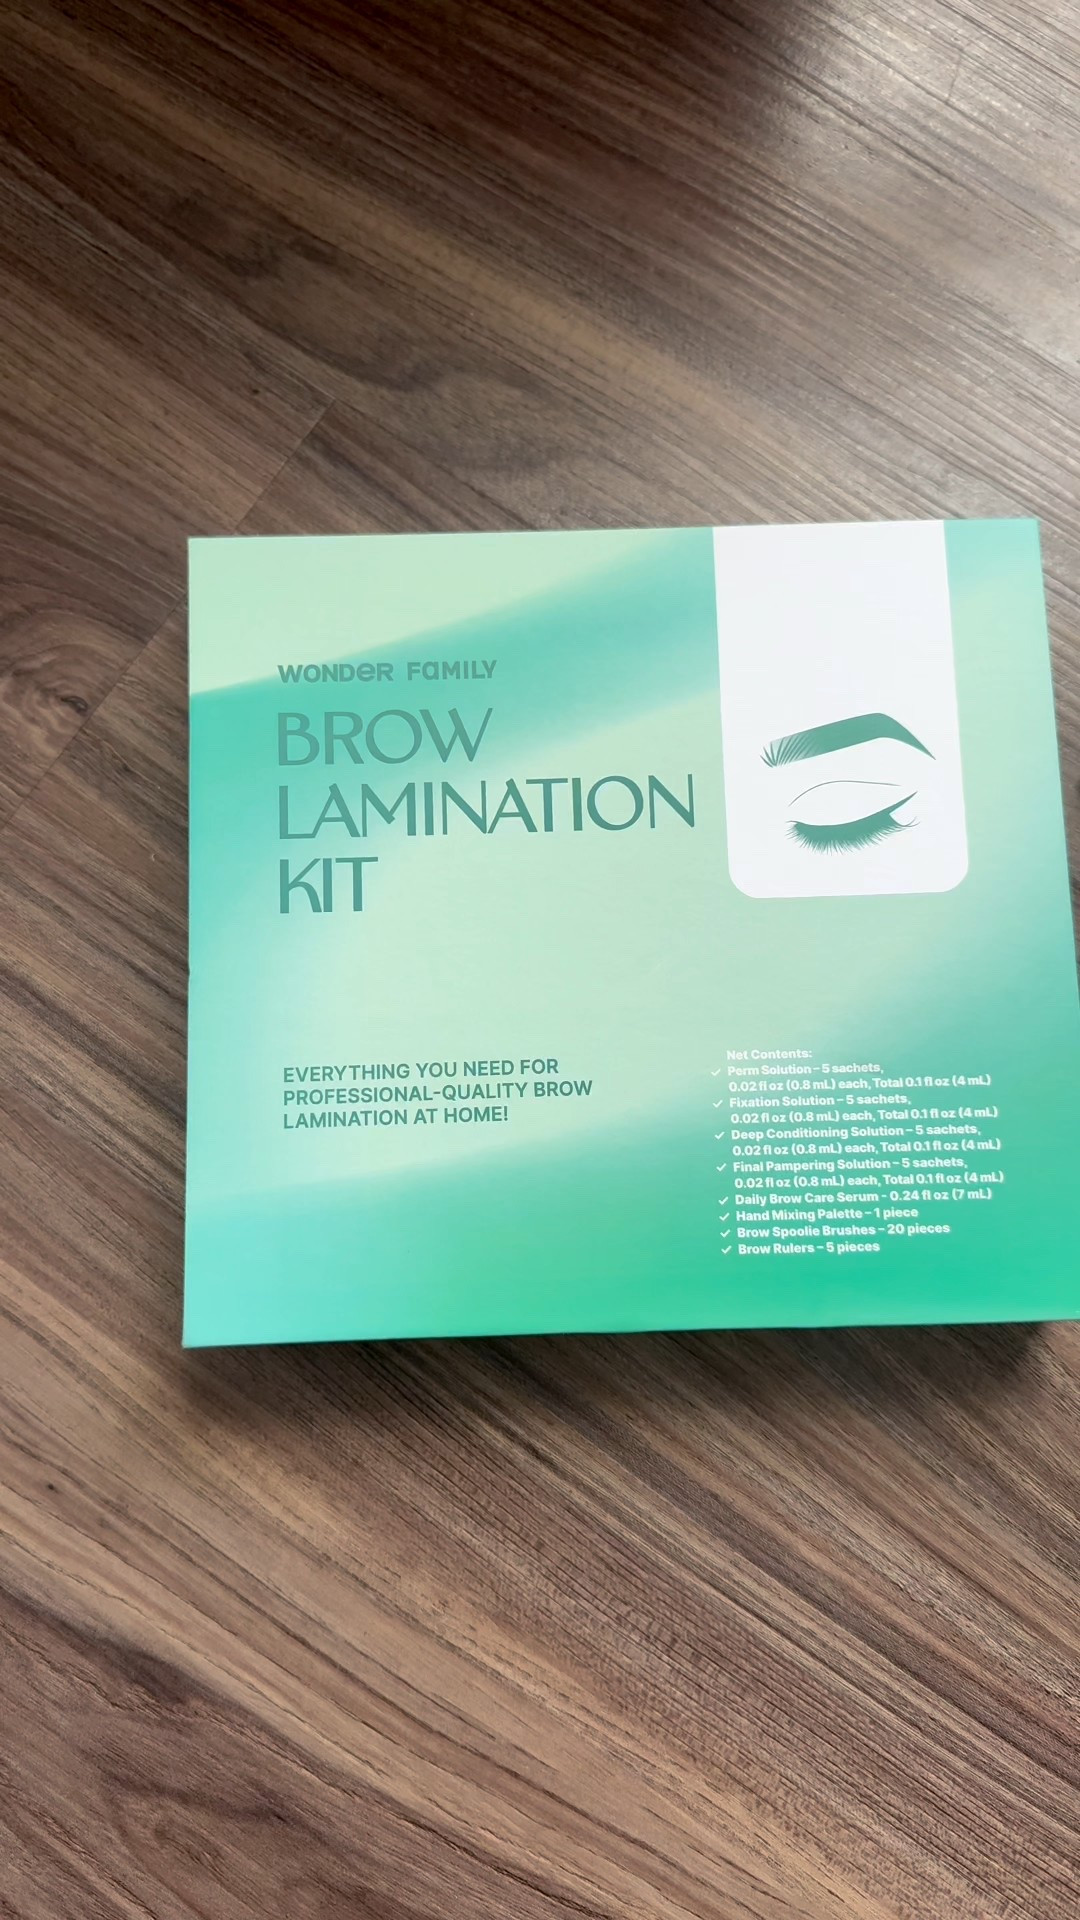 WONDER FAMILY
BROW
LAMINATION
KIT
EVERYTHING YOU NEED FOR
PROFESSIONAL-QUALITY BROW
LAMINATION AT HOME!
Net Contents:
✓ Perm Solution – 5 sachets,
0.02 fl oz (0.8 mL) each, Total 0.1 fl oz (4 mL)
✓ Fixation Solution – 5 sachets,
0.02 fl oz (0.8 mL) each, Total 0.1 fl oz (4 mL)
✓ Deep Conditioning Solution – 5 sachets,
0.02 fl oz (0.8 mL) each, Total 0.1 fl oz (4 mL)
✓ Final Pampering Solution – 5 sachets,
0.02 fl oz (0.8 mL) each, Total 0.1 fl oz (4 mL)
✓ Daily Brow Care Serum - 0.24 fl oz (7 mL)
✓ Hand Mixing Palette – 1 piece
✓ Brow Spoolie Brushes – 20 pieces
✓ Brow Rulers – 5 pieces